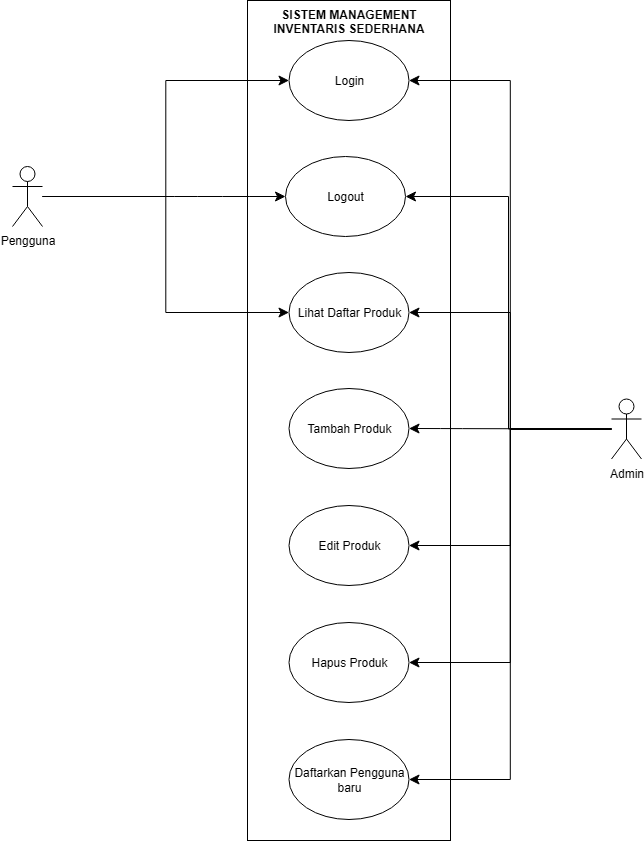 SISTEM MANAGEMENT
INVENTARIS SEDERHANA
Login
Logout
Pengguna
Lihat Daftar Produk
Tambah Produk
Admin
Edit Produk
Hapus Produk
Daftarkan Pengguna
baru